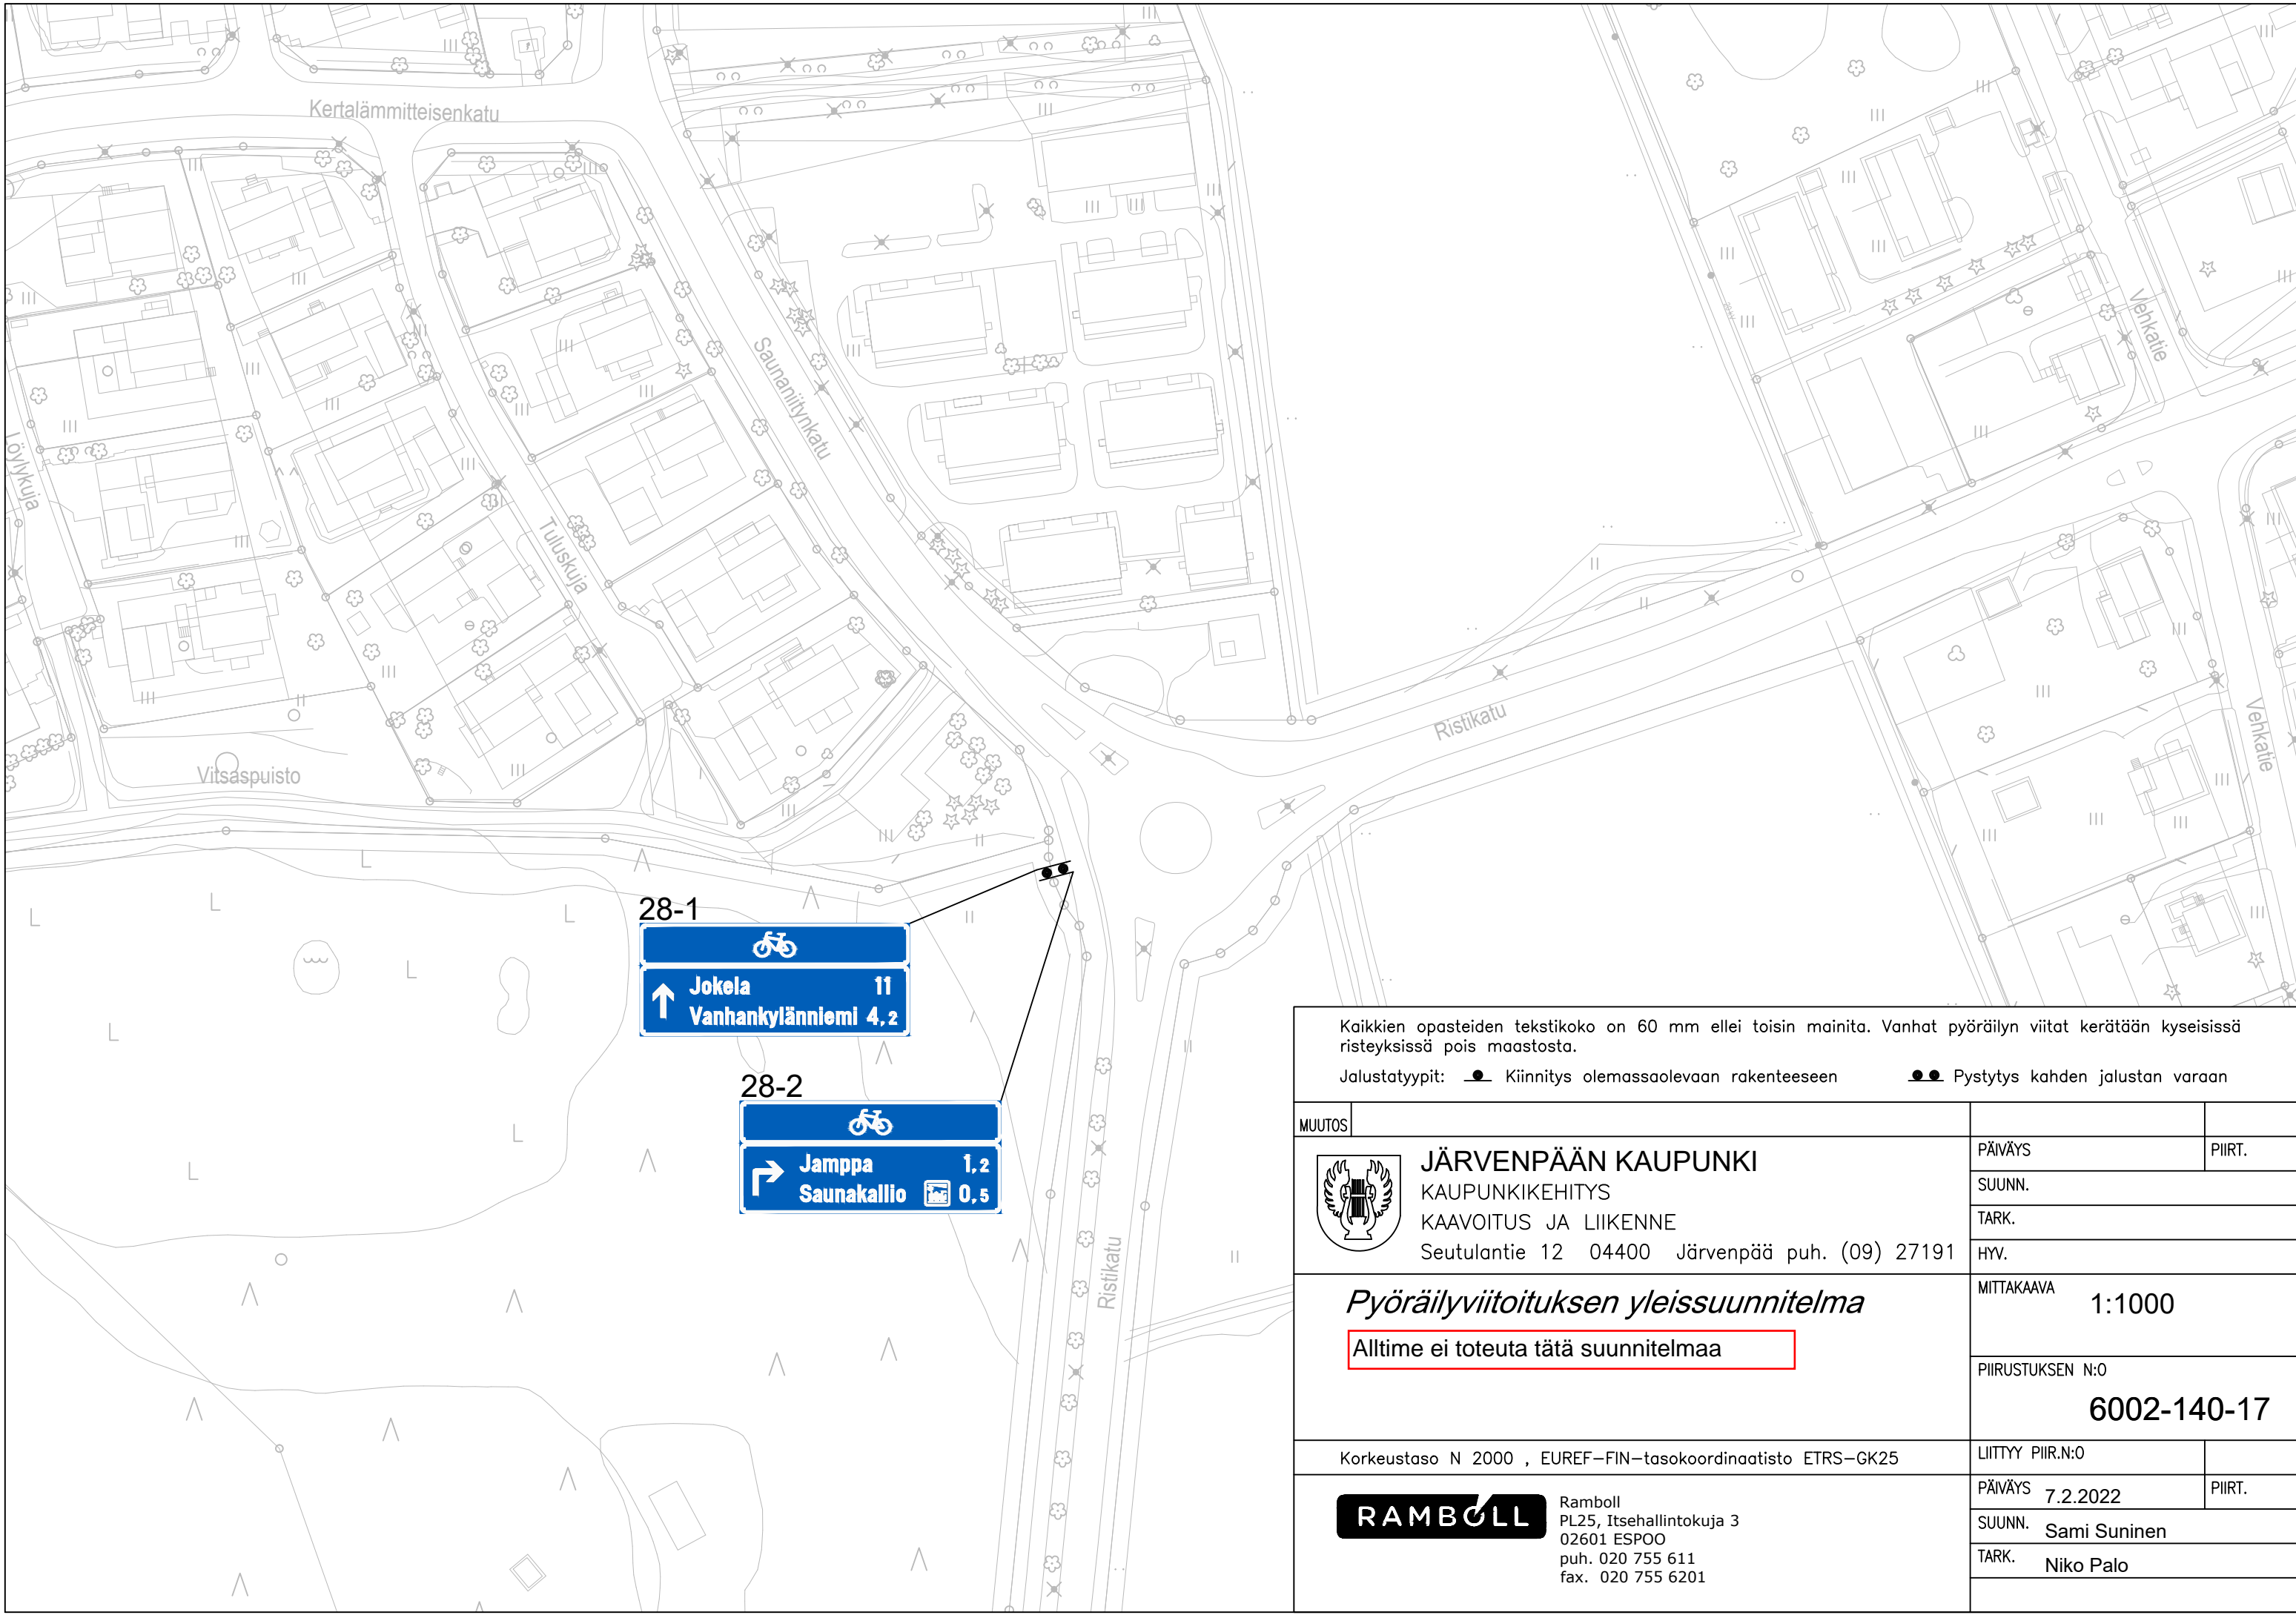 Kertalämmitteisenkatu
Saunaniitynkatu
Vehkatie
Tuluskuja
Ristikatu
Vehkatie
Vitsaspuisto
28-1
Jokela 11
Vanhankylänniemi 4,2
28-2
Jamppa 1,2
Saunakallio 0,5
Ristikatu
Kaikkien opasteiden tekstikoko on 60 mm ellei toisin mainita. Vanhat pyöräilyn viitat kerätään kyseisissä
risteyksissä pois maastosta.
Jalustatyypit: Kiinnitys olemassaolevaan rakenteeseen Pystytys kahden jalustan varaan
MUUTOS
JÄRVENPÄÄN KAUPUNKI
KAUPUNKIKEHITYS
KAAVOITUS JA LIIKENNE
Seutulantie 12 04400 Järvenpää puh. (09) 27191
PÄIVÄYS PIIRT.
SUUNN.
TARK.
HYV.
Pyöräilyviitoituksen yleissuunnitelma
Alltime ei toteuta tätä suunnitelmaa
MITTAKAAVA
1:1000
PIIRUSTUKSEN N:O
6002-140-17
Korkeustaso N 2000 , EUREF-FIN-tasokoordinaatisto ETRS-GK25
LIITTYY PIIR.N:O
RAMBOLL
Ramboll
PL25, Itsehallintokuja 3
02601 ESPOO
puh. 020 755 611
fax. 020 755 6201
PÄIVÄYS 7.2.2022 PIIRT.
SUUNN. Sami Suninen
TARK. Niko Palo